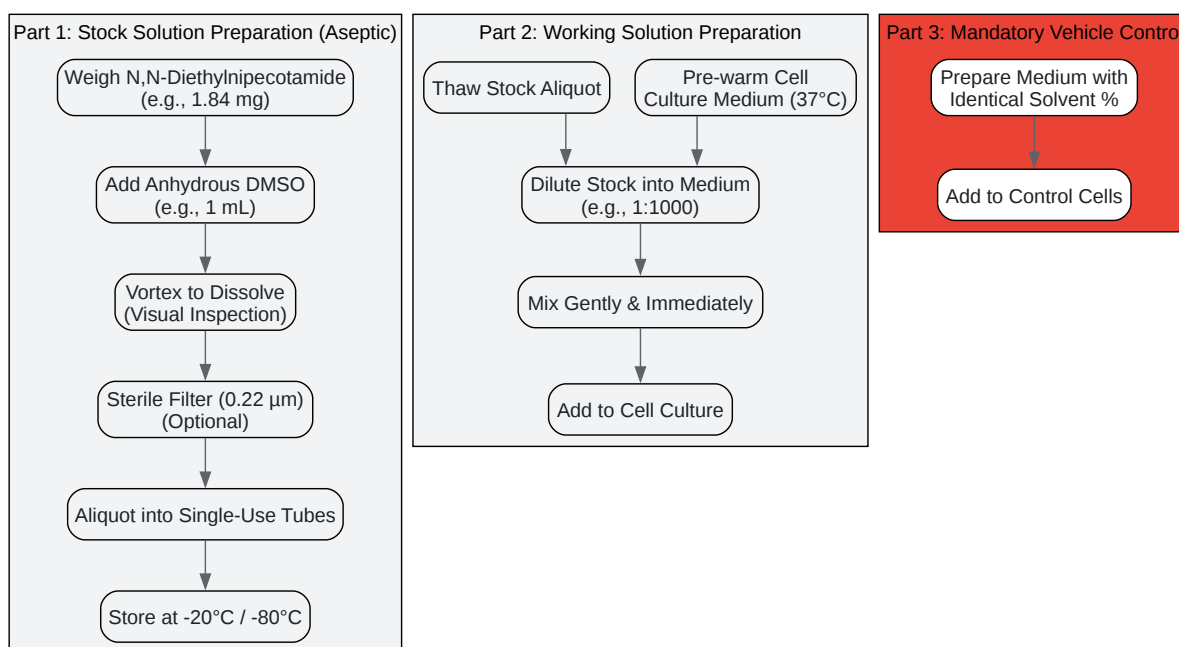 Part 1: Stock Solution Preparation (Aseptic)
Weigh N,N-Diethylnipecotamide
(e.g., 1.84 mg)
Add Anhydrous DMSO
(e.g., 1 mL)
Vortex to Dissolve
(Visual Inspection)
Sterile Filter (0.22 µm)
(Optional)
Aliquot into Single-Use Tubes
Store at -20°C / -80°C
Part 2: Working Solution Preparation
Thaw Stock Aliquot
Pre-warm Cell
Culture Medium (37°C)
Dilute Stock into Medium
(e.g., 1:1000)
Mix Gently & Immediately
Add to Cell Culture
Part 3: Mandatory Vehicle Contro
Prepare Medium with
Identical Solvent %
Add to Control Cells